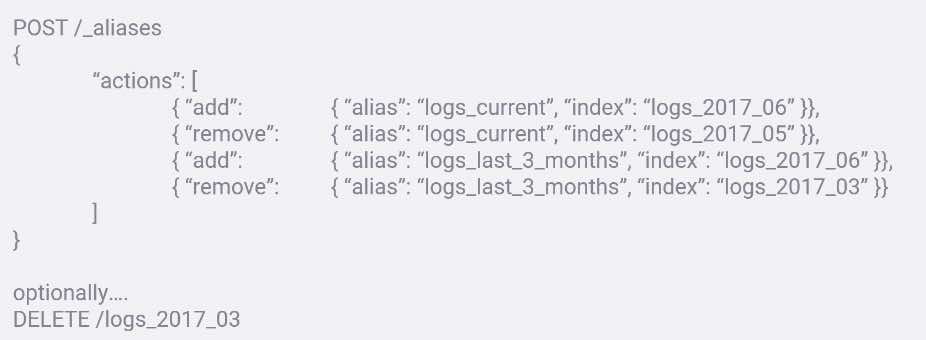 POST /_aliases
{
“actions”: [
{ “add”: { “alias”: “logs_current”, “index”: “logs_2017_06” }},
{ “remove”: { “alias”: “logs_current”, “index”: “logs_2017_05” }},
{ “add”: { “alias”: “logs_last_3_months”, “index”: “logs_2017_06” }},
{ “remove”: { “alias”: “logs_last_3_months”, “index”: “logs_2017_03” }}
]
}
optionally….
DELETE /logs_2017_03